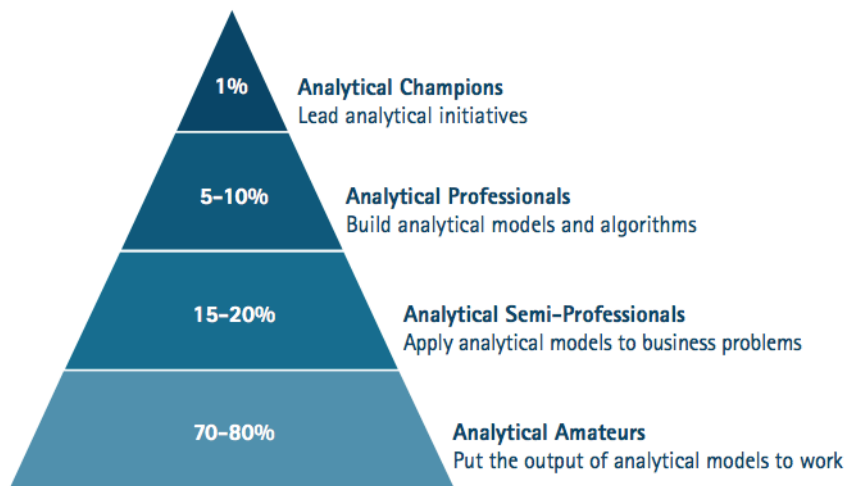 1%
Analytical Champions
Lead analytical initiatives
5–10%
Analytical Professionals
Build analytical models and algorithms
15–20%
Analytical Semi–Professionals
Apply analytical models to business problems
70–80%
Analytical Amateurs
Put the output of analytical models to work